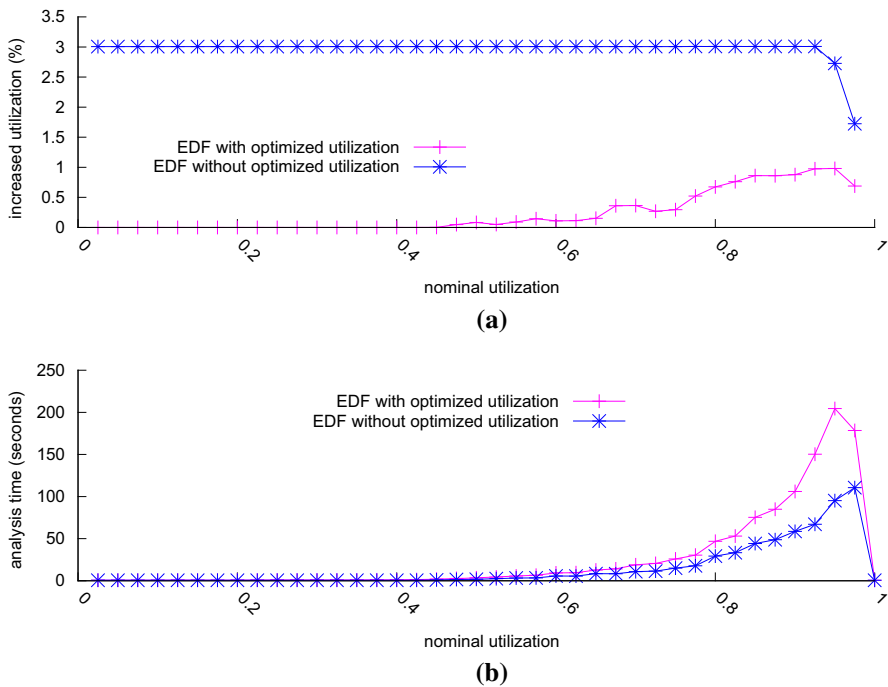 (a)
increased utilization (%)
3.5
3
2.5
2
1.5
1
0.5
0
EDF with optimized utilization
EDF without optimized utilization
0
0.2
0.4
0.6
0.8
1
nominal utilization
(a)
analysis time (seconds)
250
200
150
100
50
0
EDF with optimized utilization
EDF without optimized utilization
0
0.2
0.4
0.6
0.8
1
nominal utilization
(b)